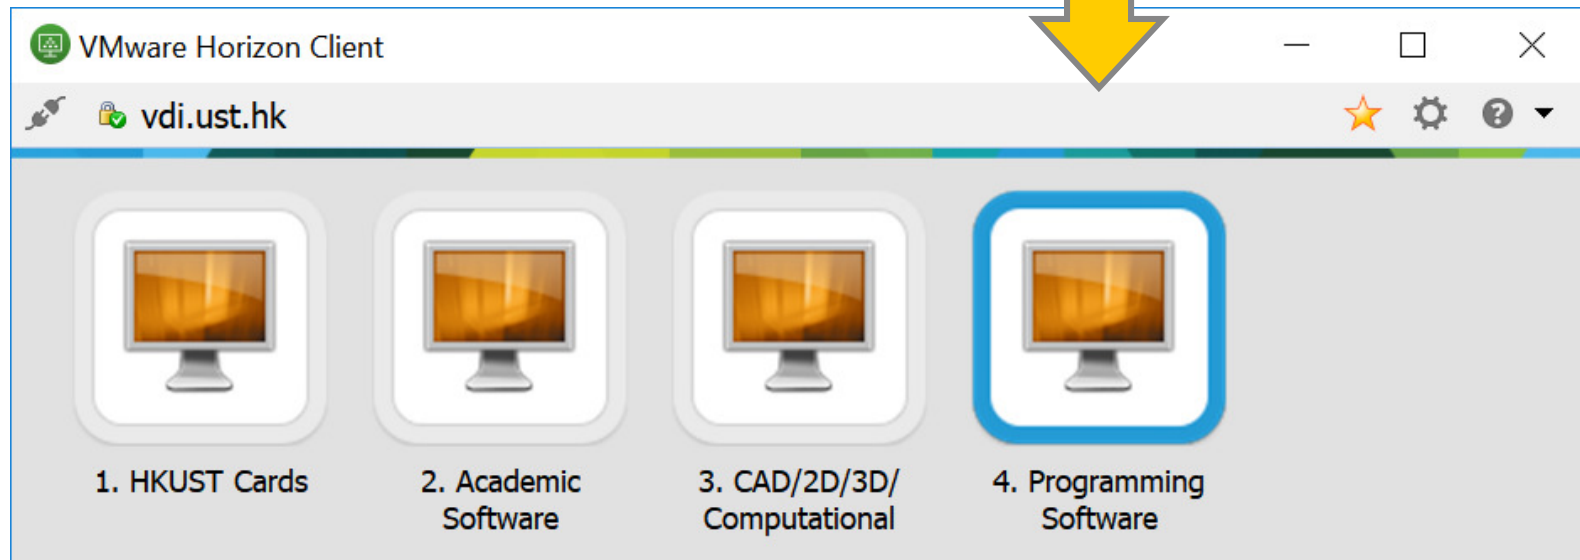 VMware Horizon Client
vdi.ust.hk
1. HKUST Cards
2. Academic
Software
3. CAD/2D/3D/
Computational
4. Programming
Software